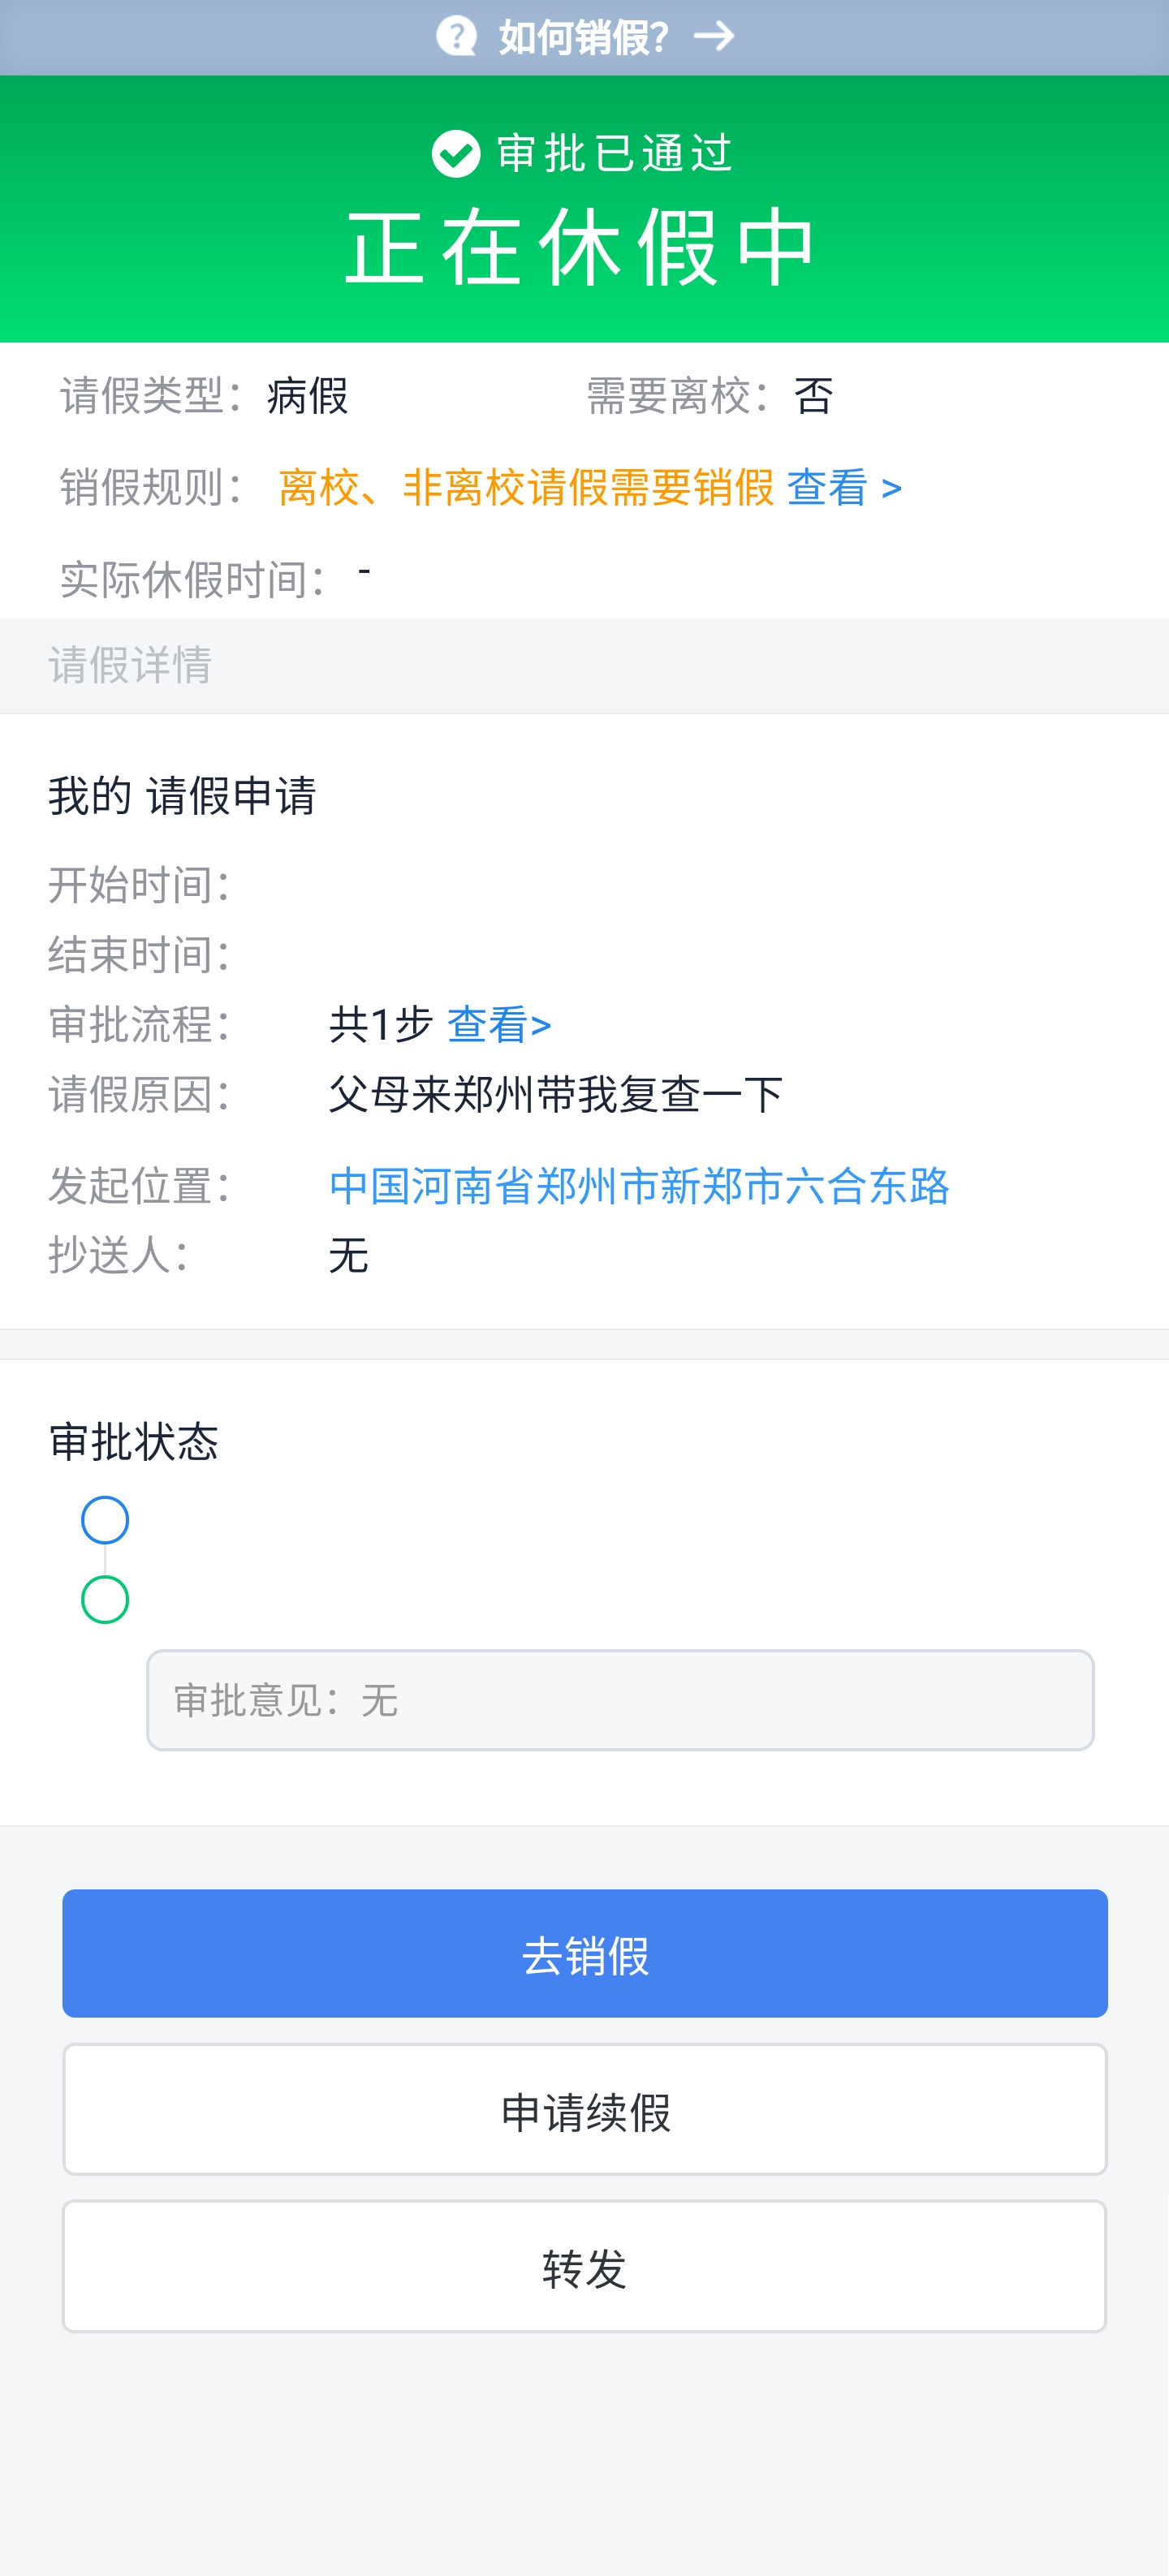 如何销假？
审批已通过
正在休假中
请假类型：病假 需要离校：否
销假规则： 离校、非离校请假需要销假 查看 >
实际休假时间： -
请假详情
我的 请假申请
开始时间：
结束时间：
审批流程： 共1步 查看>
请假原因： 父母来郑州带我复查一下
发起位置： 中国河南省郑州市新郑市六合东路
抄送人： 无
审批状态
审批意见：无
去销假
申请续假
转发